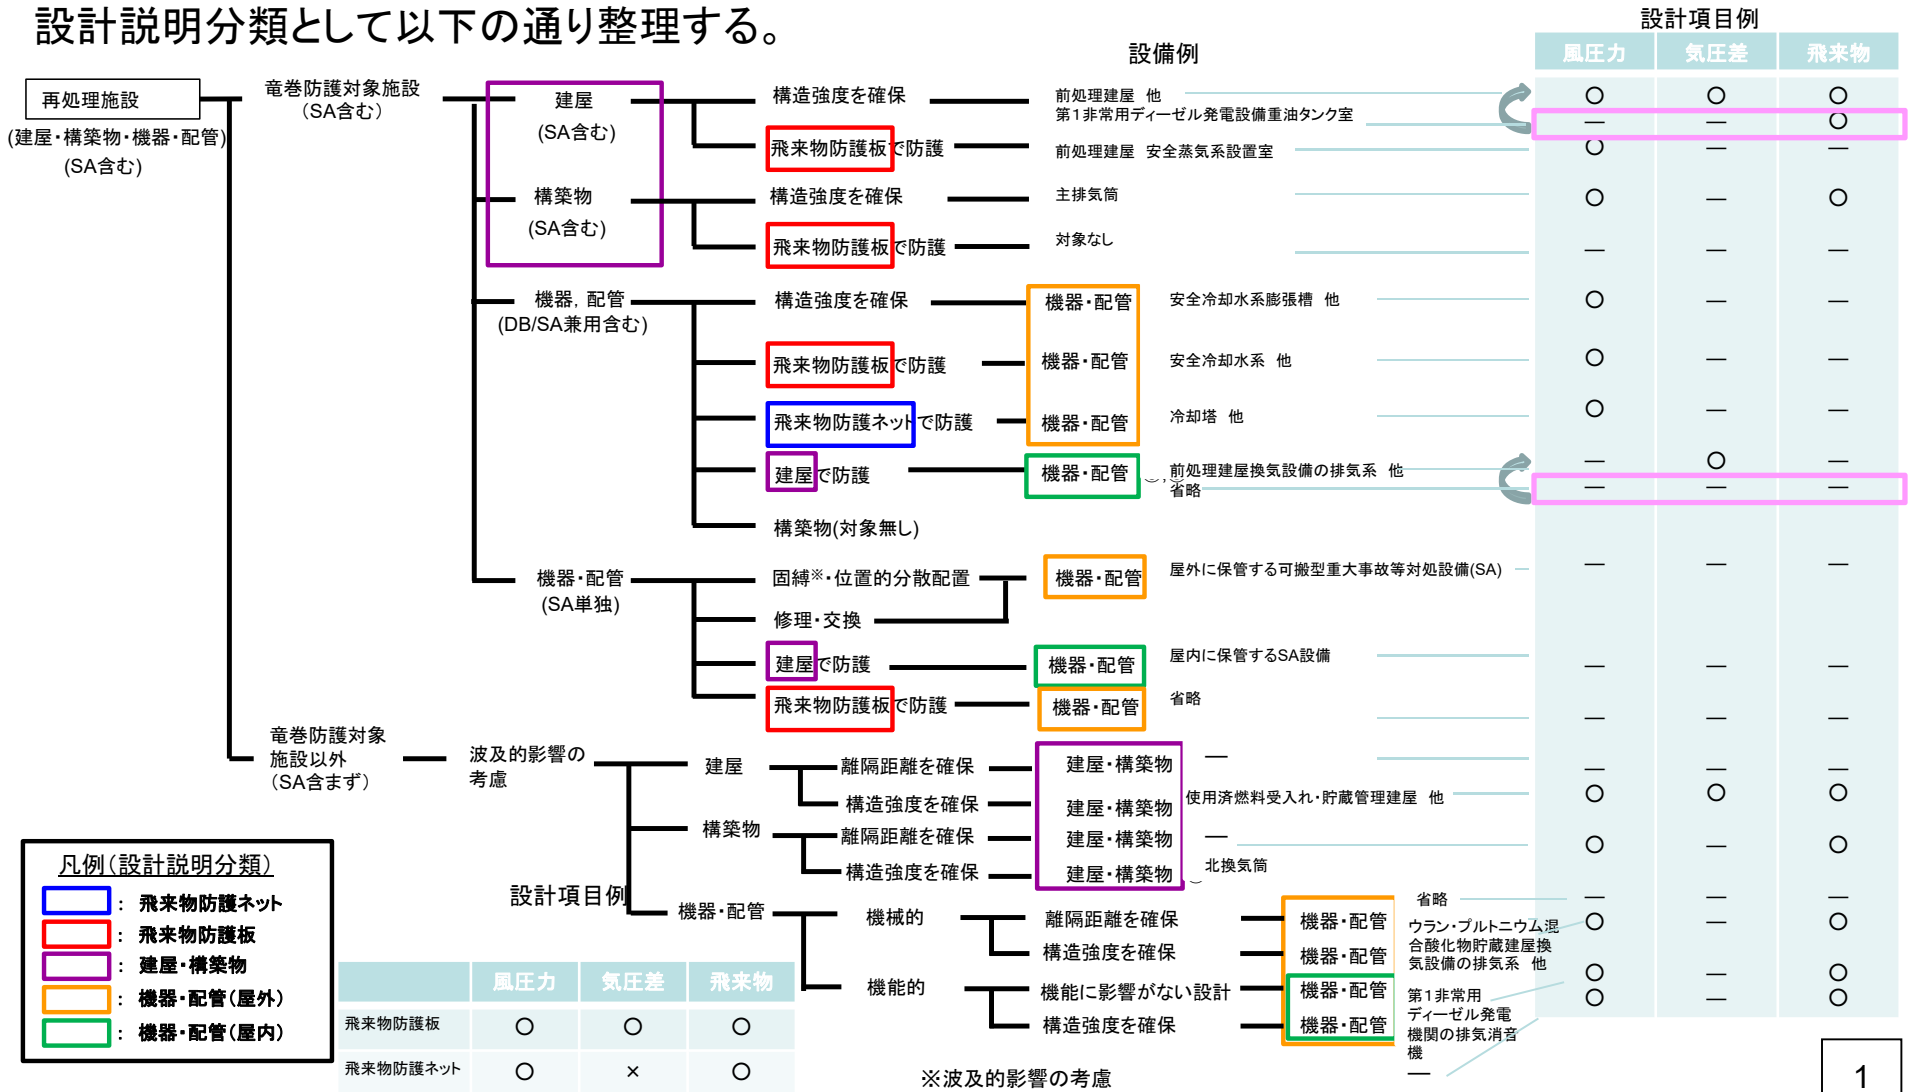 設計説明分類として以下の通り整理する。
設計項目例
設備例
風圧力 気圧差 飛来物
再処理施設
(建屋・構築物・機器・配管)
(SA含む)
竜巻防護対象施設
(SA含む)
建屋
(SA含む)
構造強度を確保
前処理建屋 他
○ ○ ○
第1非常用ディーゼル発電設備重油タンク室
― ― ○
飛来物防護板で防護
前処理建屋 安全蒸気系設置室
○ ― ―
構築物
(SA含む)
構造強度を確保
主排気筒
○ ― ○
飛来物防護板で防護
対象なし
― ― ―
機器,配管
(DB/SA兼用含む)
構造強度を確保
機器・配管
安全冷却水系膨張槽 他
○ ― ―
飛来物防護板で防護
機器・配管
安全冷却水系 他
○ ― ―
飛来物防護ネットで防護
機器・配管
冷却塔 他
○ ― ―
建屋で防護
機器・配管
前処理建屋換気設備の排気系 他
― ○ ―
省略
― ― ―
構築物(対象無し)
機器・配管
(SA単独)
固縛※・位置的分散配置
機器・配管
屋外に保管する可搬型重大事故等対処設備(SA)
― ― ―
修理・交換
建屋で防護
機器・配管
屋内に保管するSA設備
― ― ―
飛来物防護板で防護
機器・配管
省略
― ― ―
竜巻防護対象
施設以外
(SA含まず)
波及的影響の
考慮
建屋
離隔距離を確保
建屋・構築物
―
― ― ―
構造強度を確保
建屋・構築物
使用済燃料受入れ・貯蔵管理建屋 他
○ ○ ○
構築物
離隔距離を確保
建屋・構築物
―
○ ― ○
構造強度を確保
建屋・構築物
北換気筒
機器・配管
機械的
離隔距離を確保
機器・配管
省略
― ― ―
構造強度を確保
機器・配管
ウラン・プルトニウム混
合酸化物貯蔵建屋換
気設備の排気系 他
○ ― ○
機能的
機能に影響がない設計
機器・配管
第1非常用
ディーゼル発電
機関の排気消音
機
○ ― ○
構造強度を確保
機器・配管
―
○ ― ○
凡例(設計説明分類)
: 飛来物防護ネット
: 飛来物防護板
: 建屋・構築物
: 機器・配管(屋外)
: 機器・配管(屋内)
設計項目例
風圧力 気圧差 飛来物
飛来物防護板 ○ ○ ○
飛来物防護ネット ○ × ○
※波及的影響の考慮
1